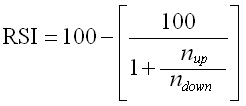 RSI = 100 − [ 100 / ( 1 + n_up / n_down ) ]